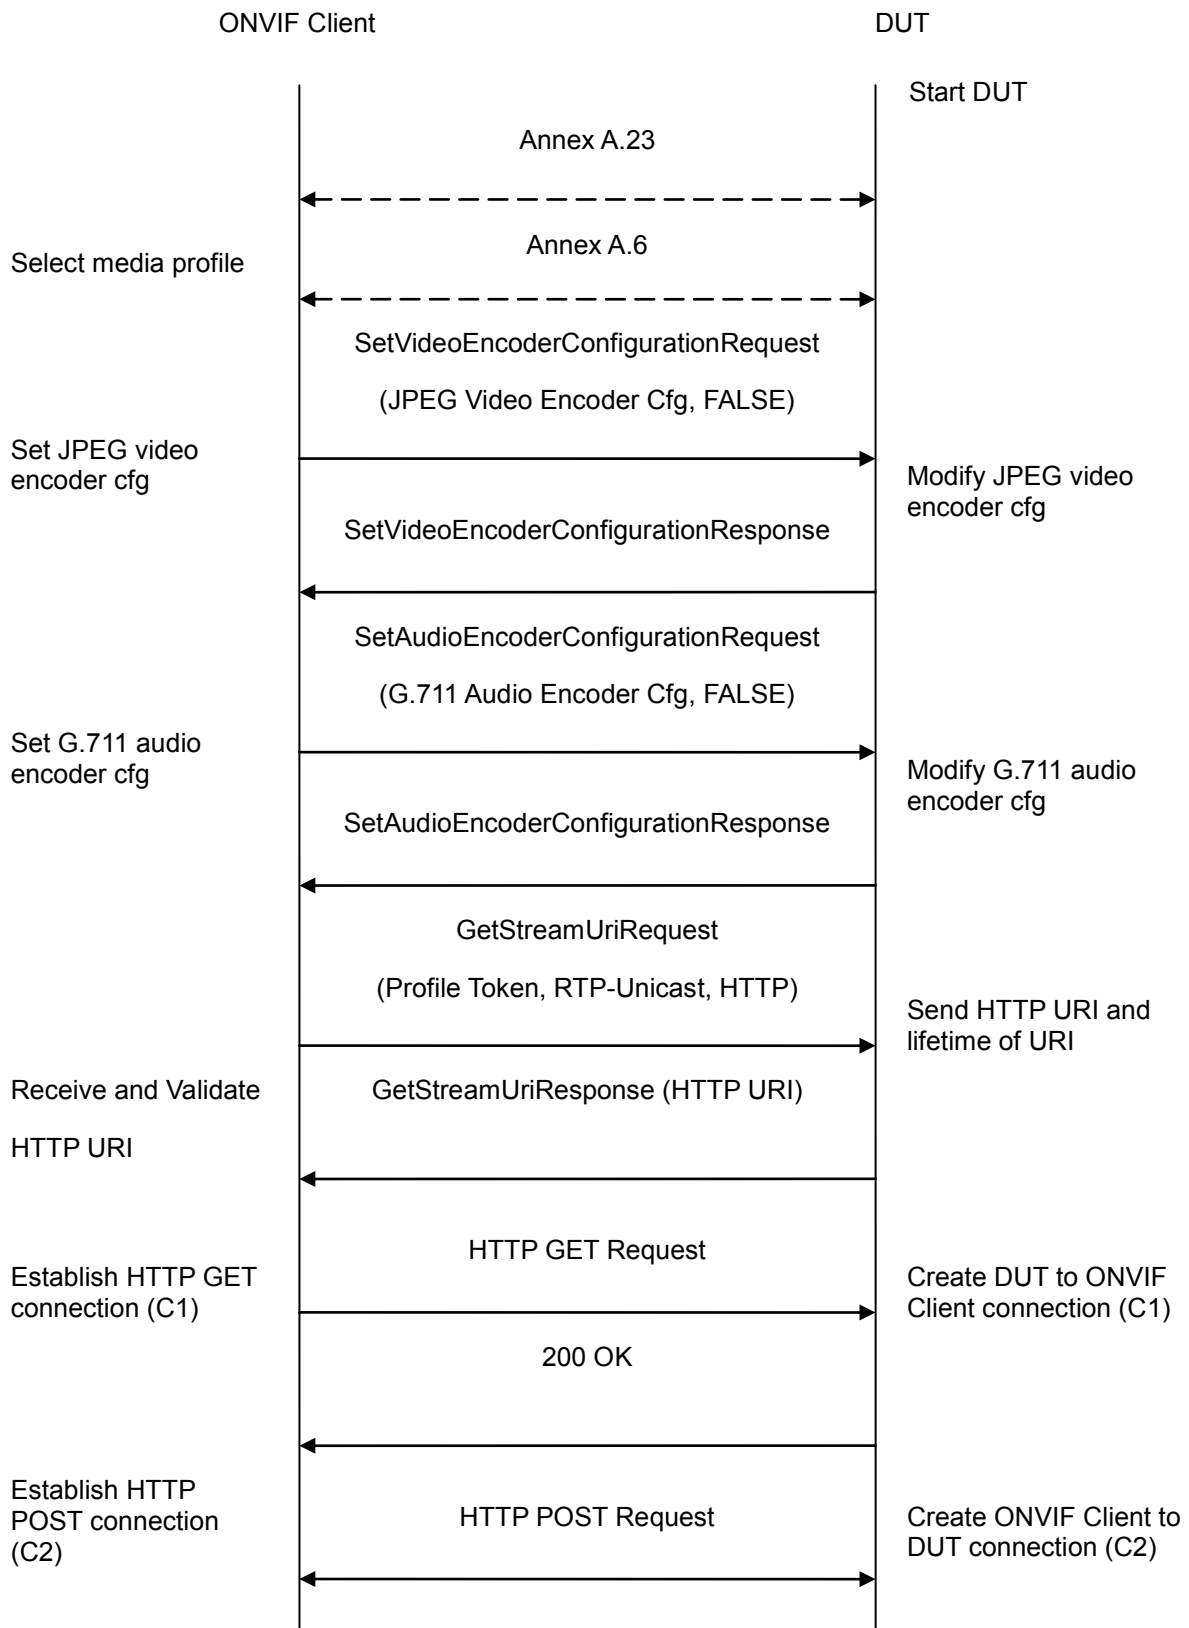 ONVIF Client
DUT
Start DUT
Annex A.23
Annex A.6
Select media profile
SetVideoEncoderConfigurationRequest
(JPEG Video Encoder Cfg, FALSE)
Set JPEG video
encoder cfg
Modify JPEG video
encoder cfg
SetVideoEncoderConfigurationResponse
SetAudioEncoderConfigurationRequest
(G.711 Audio Encoder Cfg, FALSE)
Set G.711 audio
encoder cfg
Modify G.711 audio
encoder cfg
SetAudioEncoderConfigurationResponse
GetStreamUriRequest
(Profile Token, RTP-Unicast, HTTP)
Send HTTP URI and
lifetime of URI
Receive and Validate
HTTP URI
GetStreamUriResponse (HTTP URI)
HTTP GET Request
Establish HTTP GET
connection (C1)
Create DUT to ONVIF
Client connection (C1)
200 OK
Establish HTTP
POST connection
(C2)
HTTP POST Request
Create ONVIF Client to
DUT connection (C2)